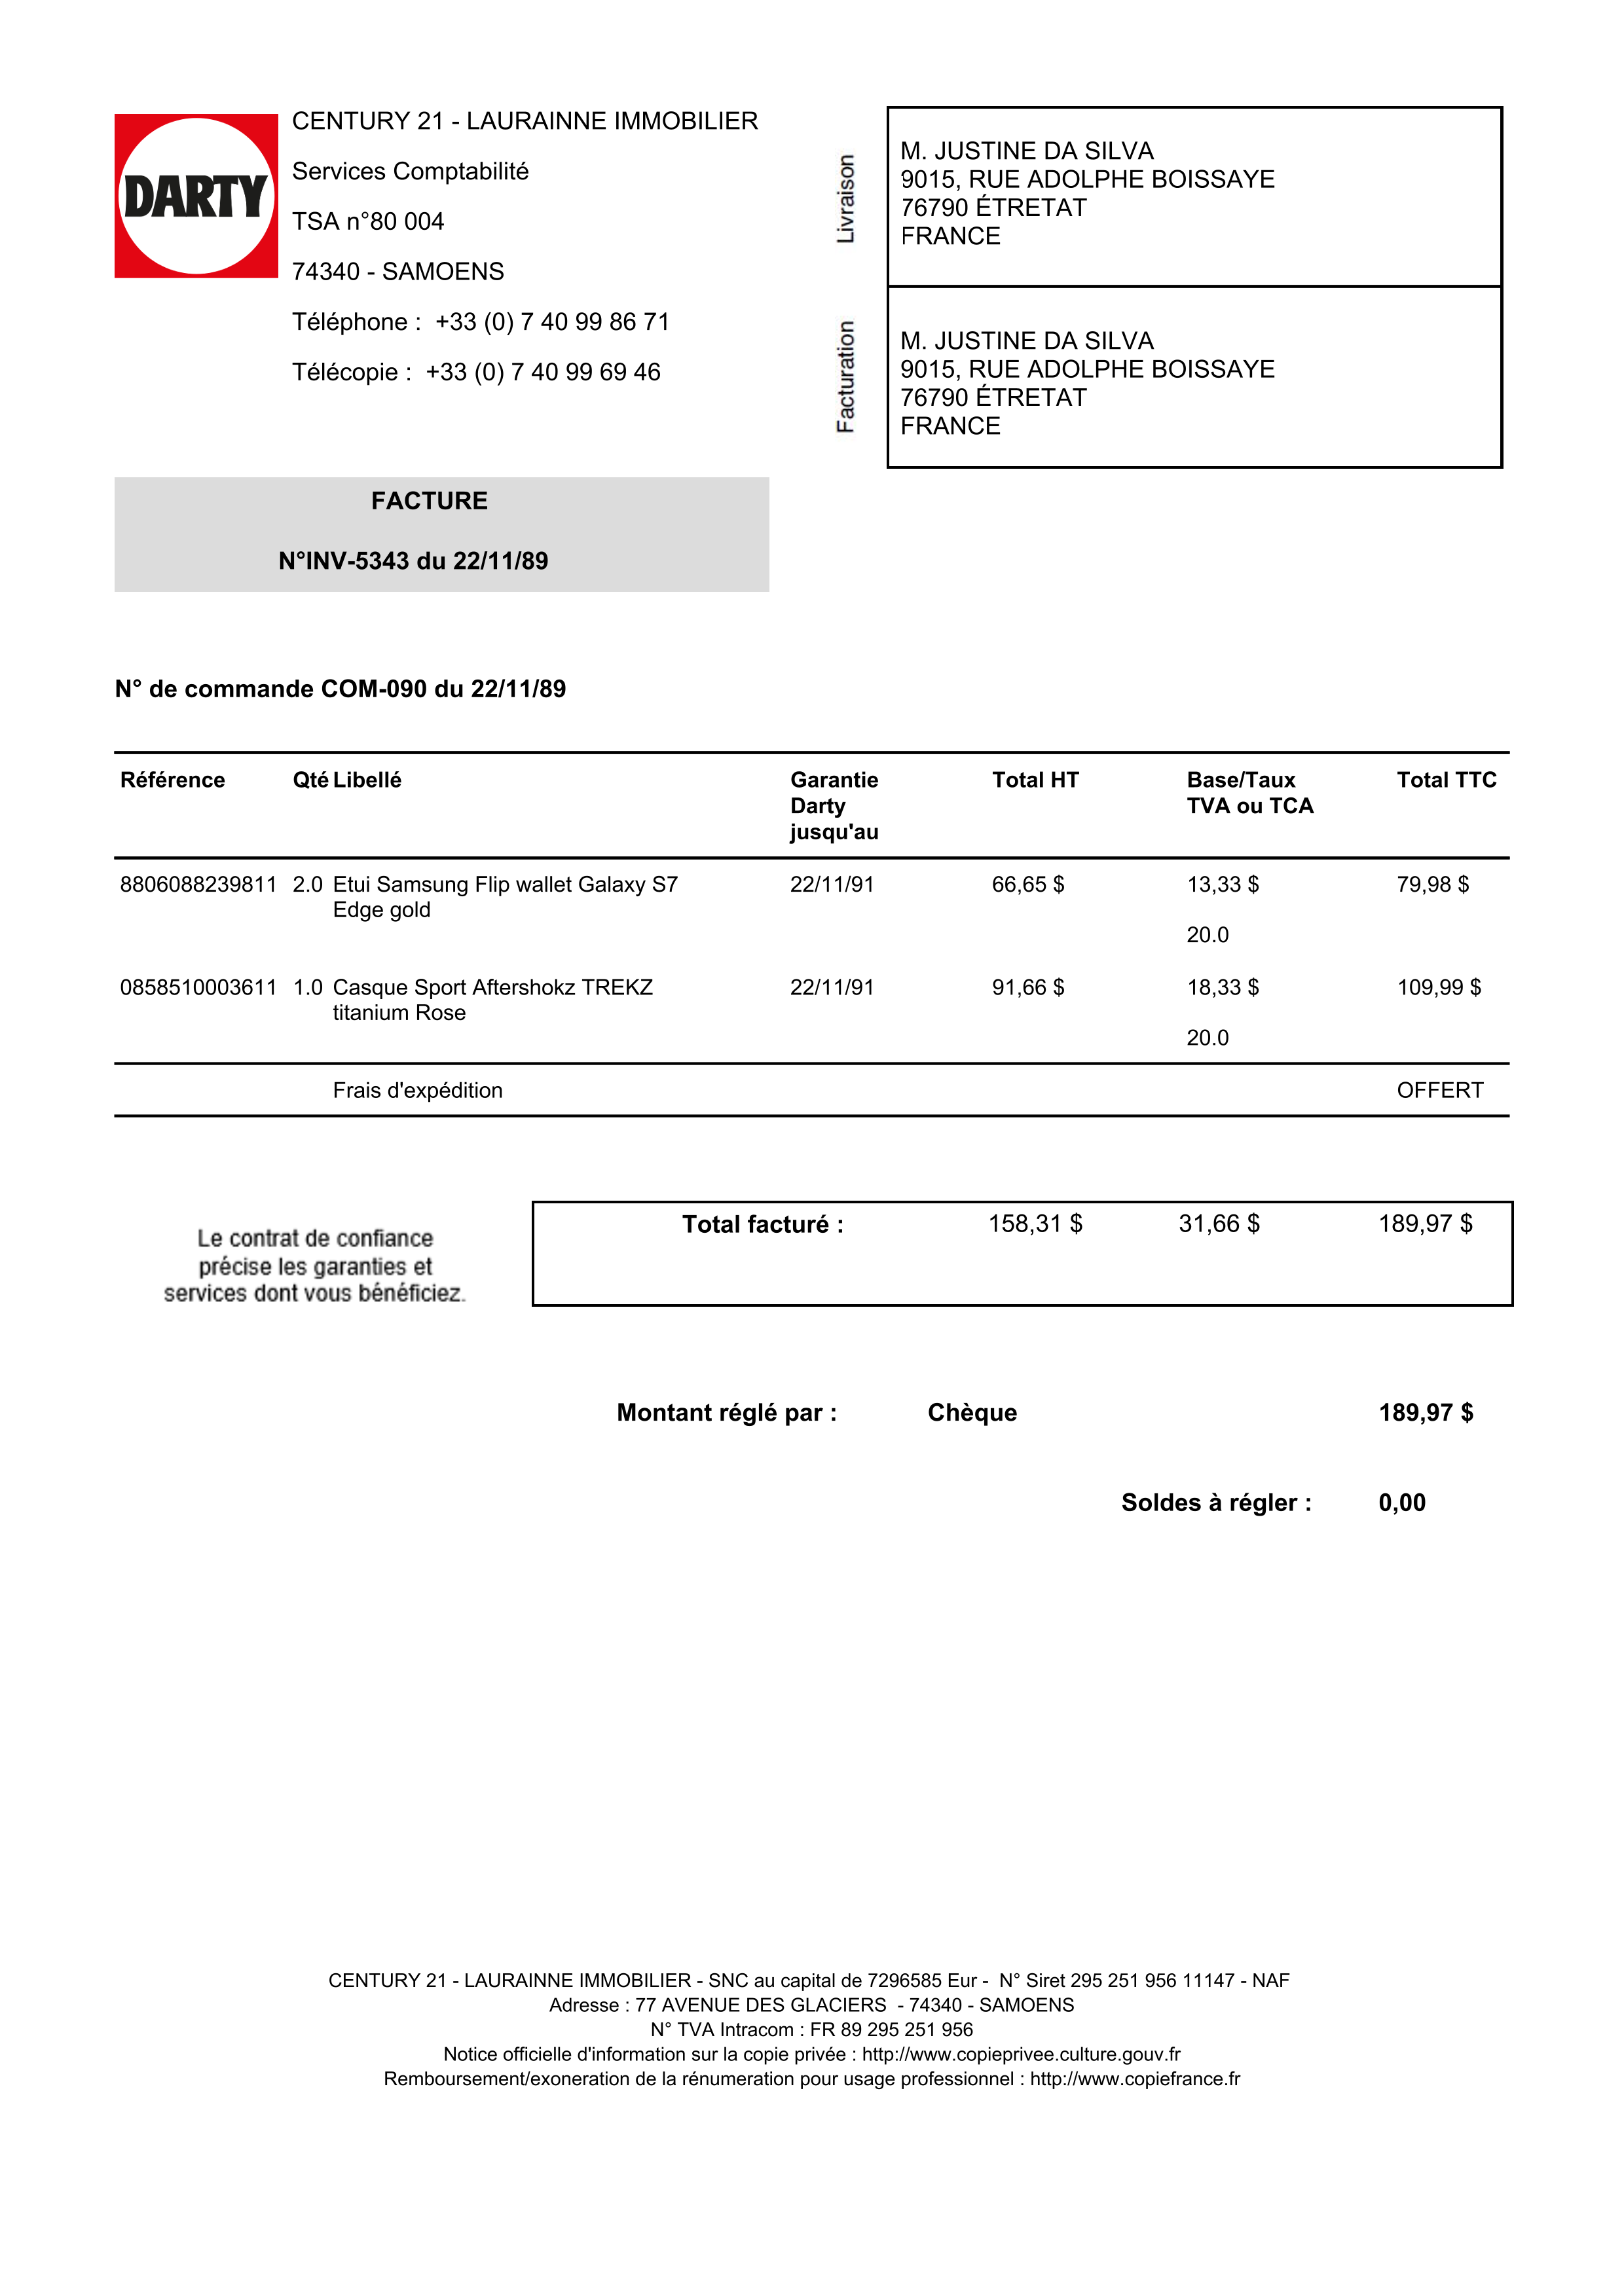 DARTY
CENTURY 21 - LAURAINNE IMMOBILIER
Services Comptabilité
TSA n°80 004
74340 - SAMOENS
Téléphone : +33 (0) 7 40 99 86 71
Télécopie : +33 (0) 7 40 99 69 46
Livraison
M. JUSTINE DA SILVA
9015, RUE ADOLPHE BOISSAYE
76790 ÉTRETAT
FRANCE
Facturation
M. JUSTINE DA SILVA
9015, RUE ADOLPHE BOISSAYE
76790 ÉTRETAT
FRANCE
FACTURE
N°INV-5343 du 22/11/89
N° de commande COM-090 du 22/11/89
Référence Qté Libellé Garantie Total HT Base/Taux Total TTC
Darty TVA ou TCA
jusqu'au
8806088239811 2.0 Etui Samsung Flip wallet Galaxy S7 22/11/91 66,65 $ 13,33 $ 79,98 $
Edge gold
20.0
0858510003611 1.0 Casque Sport Aftershokz TREKZ 22/11/91 91,66 $ 18,33 $ 109,99 $
titanium Rose
20.0
Frais d'expédition OFFERT
Le contrat de confiance
précise les garanties et
services dont vous bénéficiez.
Total facturé : 158,31 $ 31,66 $ 189,97 $
Montant réglé par : Chèque 189,97 $
Soldes à régler : 0,00
CENTURY 21 - LAURAINNE IMMOBILIER - SNC au capital de 7296585 Eur - N° Siret 295 251 956 11147 - NAF
Adresse : 77 AVENUE DES GLACIERS - 74340 - SAMOENS
N° TVA Intracom : FR 89 295 251 956
Notice officielle d'information sur la copie privée : http://www.copieprivee.culture.gouv.fr
Remboursement/exoneration de la rénumeration pour usage professionnel : http://www.copiefrance.fr